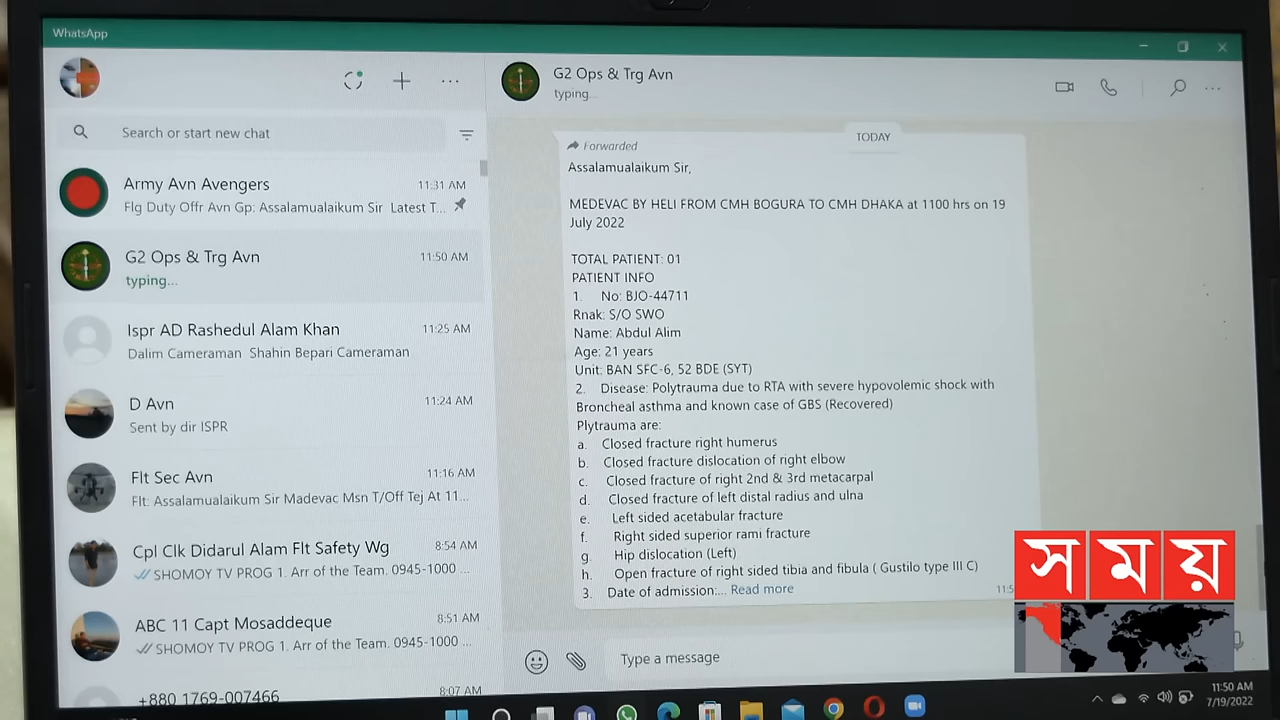 WhatsApp
Search or start new chat
Army Avn Avengers
11:31 AM
Flg Duty Offr Avn Gp: Assalamualaikum Sir Latest T...
G2 Ops & Trg Avn
11:50 AM
typing...
Ispr AD Rashedul Alam Khan
11:25 AM
Dalim Cameraman Shahin Bepari Cameraman
D Avn
11:24 AM
Sent by dir ISPR
Flt Sec Avn
11:16 AM
Flt: Assalamualaikum Sir Madevac Msn T/Off Tej At 11...
Cpl Clk Didarul Alam Flt Safety Wg
8:54 AM
SHOMOY TV PROG 1. Arr of the Team. 0945-1000 ...
ABC 11 Capt Mosaddeque
8:51 AM
SHOMOY TV PROG 1. Arr of the Team. 0945-1000 ...
+880 1769-007466
8:07 AM
G2 Ops & Trg Avn
typing...
TODAY
Forwarded
Assalamualaikum Sir,
MEDEVAC BY HELI FROM CMH BOGURA TO CMH DHAKA at 1100 hrs on 19
July 2022
TOTAL PATIENT: 01
PATIENT INFO
1. No: BJO-44711
Rnak: S/O SWO
Name: Abdul Alim
Age: 21 years
Unit: BAN SFC-6, 52 BDE (SYT)
2. Disease: Polytrauma due to RTA with severe hypovolemic shock with
Broncheal asthma and known case of GBS (Recovered)
Plytrauma are:
a. Closed fracture right humerus
b. Closed fracture dislocation of right elbow
c. Closed fracture of right 2nd & 3rd metacarpal
d. Closed fracture of left distal radius and ulna
e. Left sided acetabular fracture
f. Right sided superior rami fracture
g. Hip dislocation (Left)
h. Open fracture of right sided tibia and fibula ( Gustilo type III C)
3. Date of admission:... Read more
Type a message
সময়
11:50 AM
7/19/2022